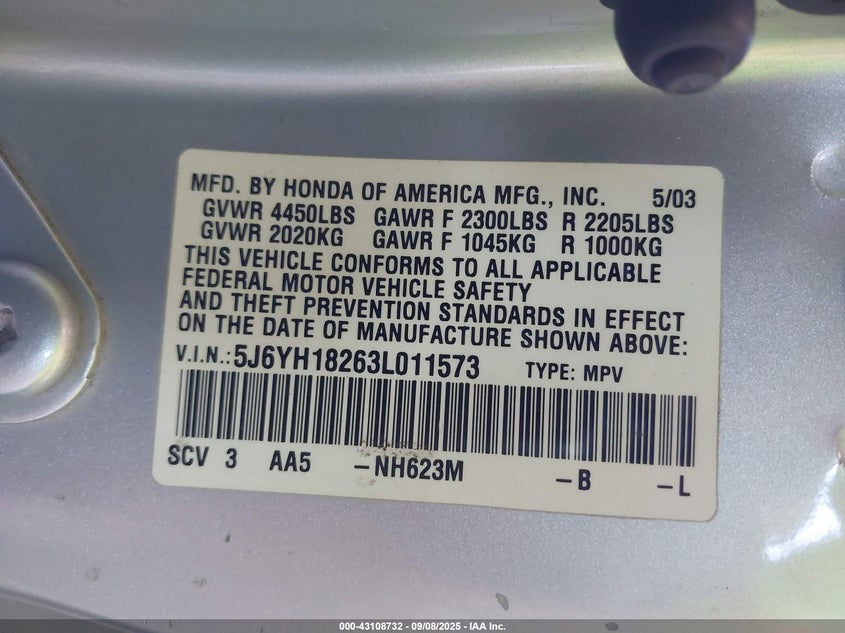 MFD. BY HONDA OF AMERICA MFG., INC. 5/03
GVWR 4450LBS GAWR F 2300LBS R 2205LBS
GVWR 2020KG GAWR F 1045KG R 1000KG
THIS VEHICLE CONFORMS TO ALL APPLICABLE
FEDERAL MOTOR VEHICLE SAFETY
AND THEFT PREVENTION STANDARDS IN EFFECT
ON THE DATE OF MANUFACTURE SHOWN ABOVE:
V.I.N.:5J6YH18263L011573 TYPE: MPV
SCV 3 AA5 -NH623M -B -L
000-43108732 - 09/08/2025 - IAA Inc.